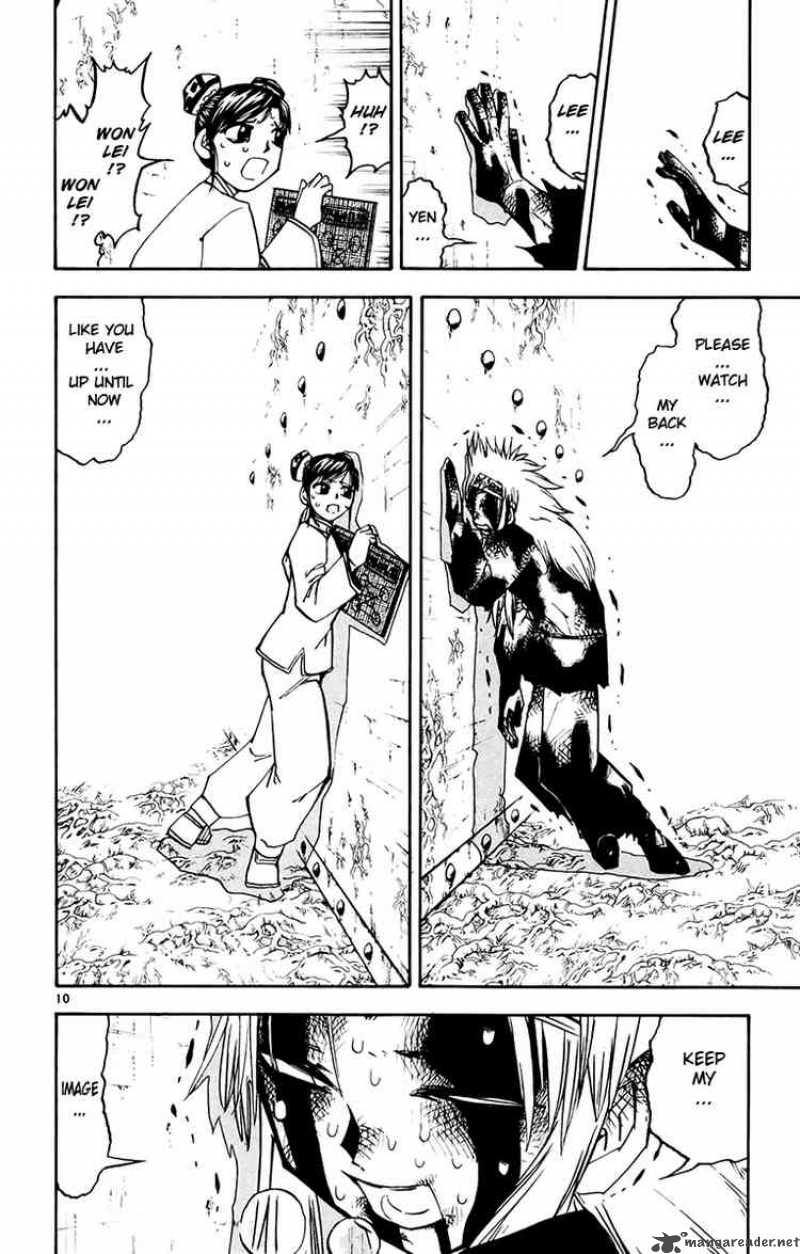 LEE
...
LEE
...
YEN
...
HUH
!?
WON
LEI
!?
WON
LEI
!?
PLEASE
...
WATCH
...
MY
BACK
...
LIKE YOU
HAVE
...
UP UNTIL
NOW
...
10
KEEP
MY
...
IMAGE
...
mangareader.net